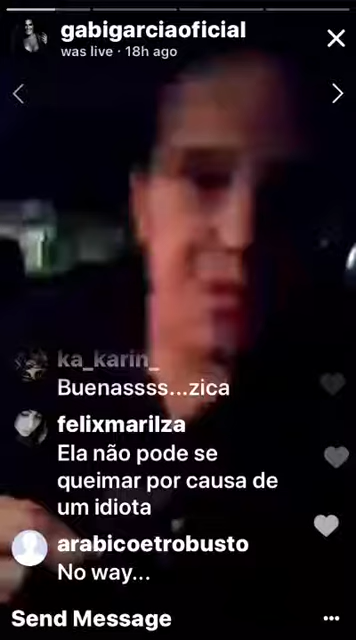 gabigarciaoficial
was live · 18h ago
ka_karin_
Buenassss...zica
felixmarilza
Ela não pode se
queimar por causa de
um idiota
arabicoetrobusto
No way...
Send Message